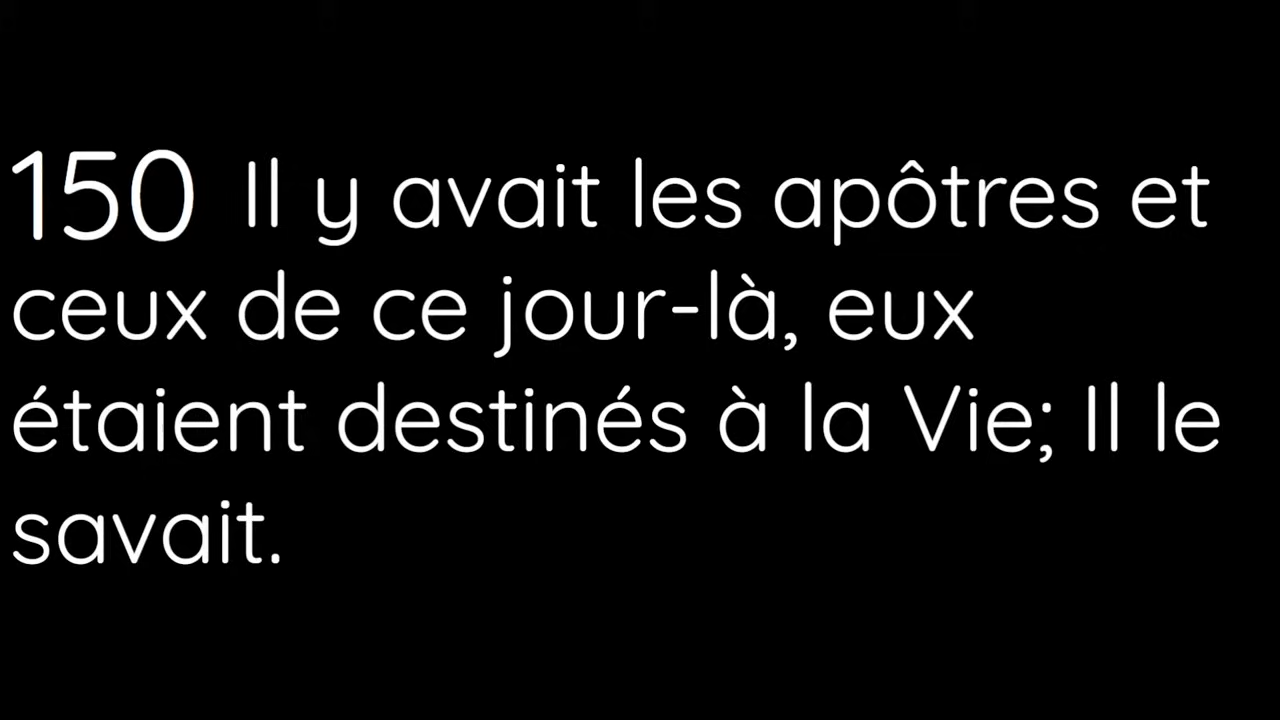 150 Il y avait les apôtres et
ceux de ce jour-là, eux
étaient destinés à la Vie; Il le
savait.